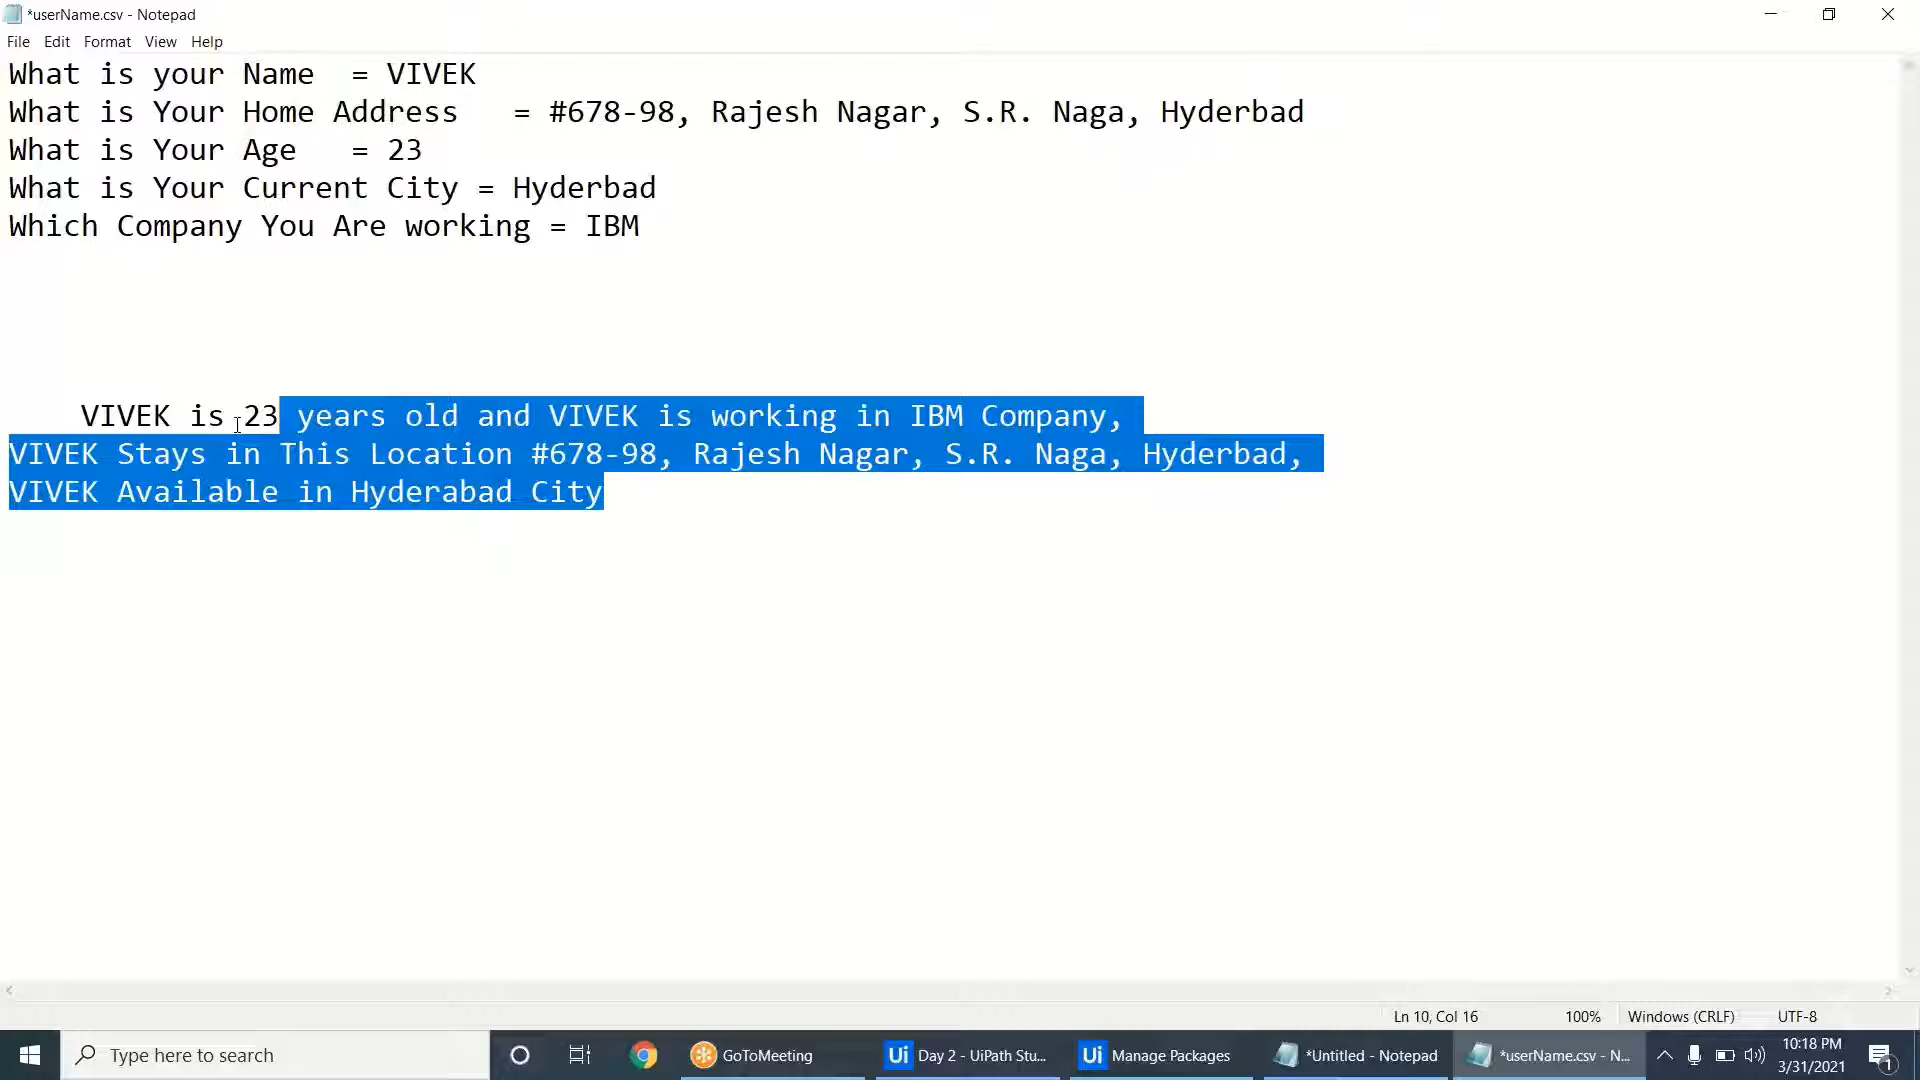 *userName.csv - Notepad
File Edit Format View Help
What is your Name  = VIVEK
What is Your Home Address   = #678-98, Rajesh Nagar, S.R. Naga, Hyderbad
What is Your Age   = 23
What is Your Current City = Hyderbad
Which Company You Are working = IBM
VIVEK is 23 years old and VIVEK is working in IBM Company,
VIVEK Stays in This Location #678-98, Rajesh Nagar, S.R. Naga, Hyderbad,
VIVEK Available in Hyderabad City
Ln 10, Col 16 100% Windows (CRLF) UTF-8
Type here to search GoToMeeting Ui Day 2 - UiPath Stu... Ui Manage Packages *Untitled - Notepad *userName.csv - N... 10:18 PM
3/31/2021 1